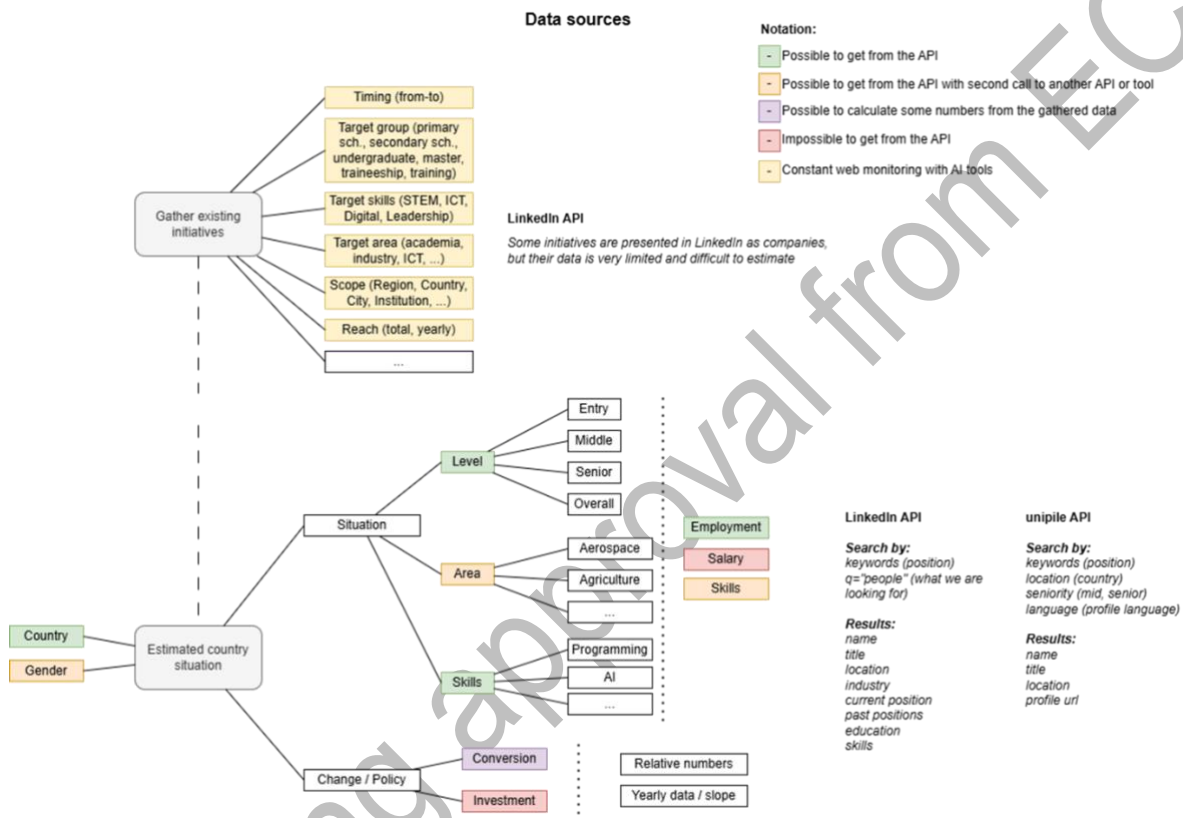 Data sources
Notation:
- Possible to get from the API
- Possible to get from the API with second call to another API or tool
- Possible to calculate some numbers from the gathered data
- Impossible to get from the API
- Constant web monitoring with AI tools
Timing (from-to)
Target group (primary
sch., secondary sch.,
undergraduate, master,
traineeship, training)
Gather existing
initiatives
Target skills (STEM, ICT,
Digital, Leadership)
Target area (academia,
industry, ICT, ...)
Scope (Region, Country,
City, Institution, ...)
Reach (total, yearly)
...
LinkedIn API
Some initiatives are presented in LinkedIn as companies,
but their data is very limited and difficult to estimate
Entry
Middle
Level
Senior
Overall
Situation
Aerospace
Area
Agriculture
...
Programming
Skills
AI
...
Employment
Salary
Skills
Country
Gender
Estimated country
situation
Change / Policy
Conversion
Investment
Relative numbers
Yearly data / slope
LinkedIn API
Search by:
keywords (position)
q="people" (what we are
looking for)
Results:
name
title
location
industry
current position
past positions
education
skills
unipile API
Search by:
keywords (position)
location (country)
seniority (mid, senior)
language (profile language)
Results:
name
title
location
profile url
ng approval from EC